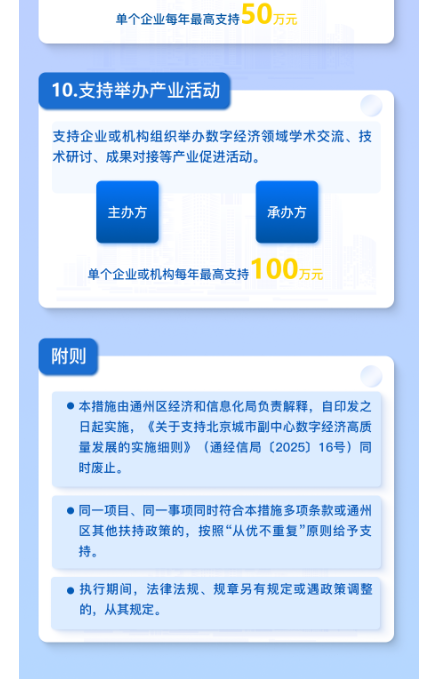 单个企业每年最高支持50万元
10.支持举办产业活动
支持企业或机构组织举办数字经济领域学术交流、技
术研讨、成果对接等产业促进活动。
主办方
承办方
单个企业或机构每年最高支持100万元
附则
●本措施由通州区经济和信息化局负责解释，自印发之
日起实施，《关于支持北京城市副中心数字经济高质
量发展的实施细则》（通经信局〔2025〕16号）同
时废止。
●同一项目、同一事项同时符合本措施多项条款或通州
区其他扶持政策的，按照“从优不重复”原则给予支
持。
●执行期间，法律法规、规章另有规定或遇政策调整
的，从其规定。